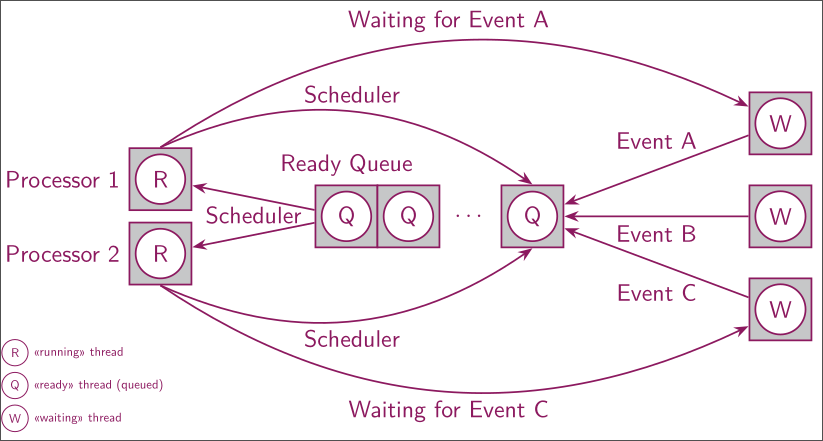 Waiting for Event A
Scheduler
W
Event A
Ready Queue
Processor 1
R
Scheduler
Q
Q
...
Q
W
Event B
Processor 2
R
Event C
W
Scheduler
Waiting for Event C
R «running» thread
Q «ready» thread (queued)
W «waiting» thread